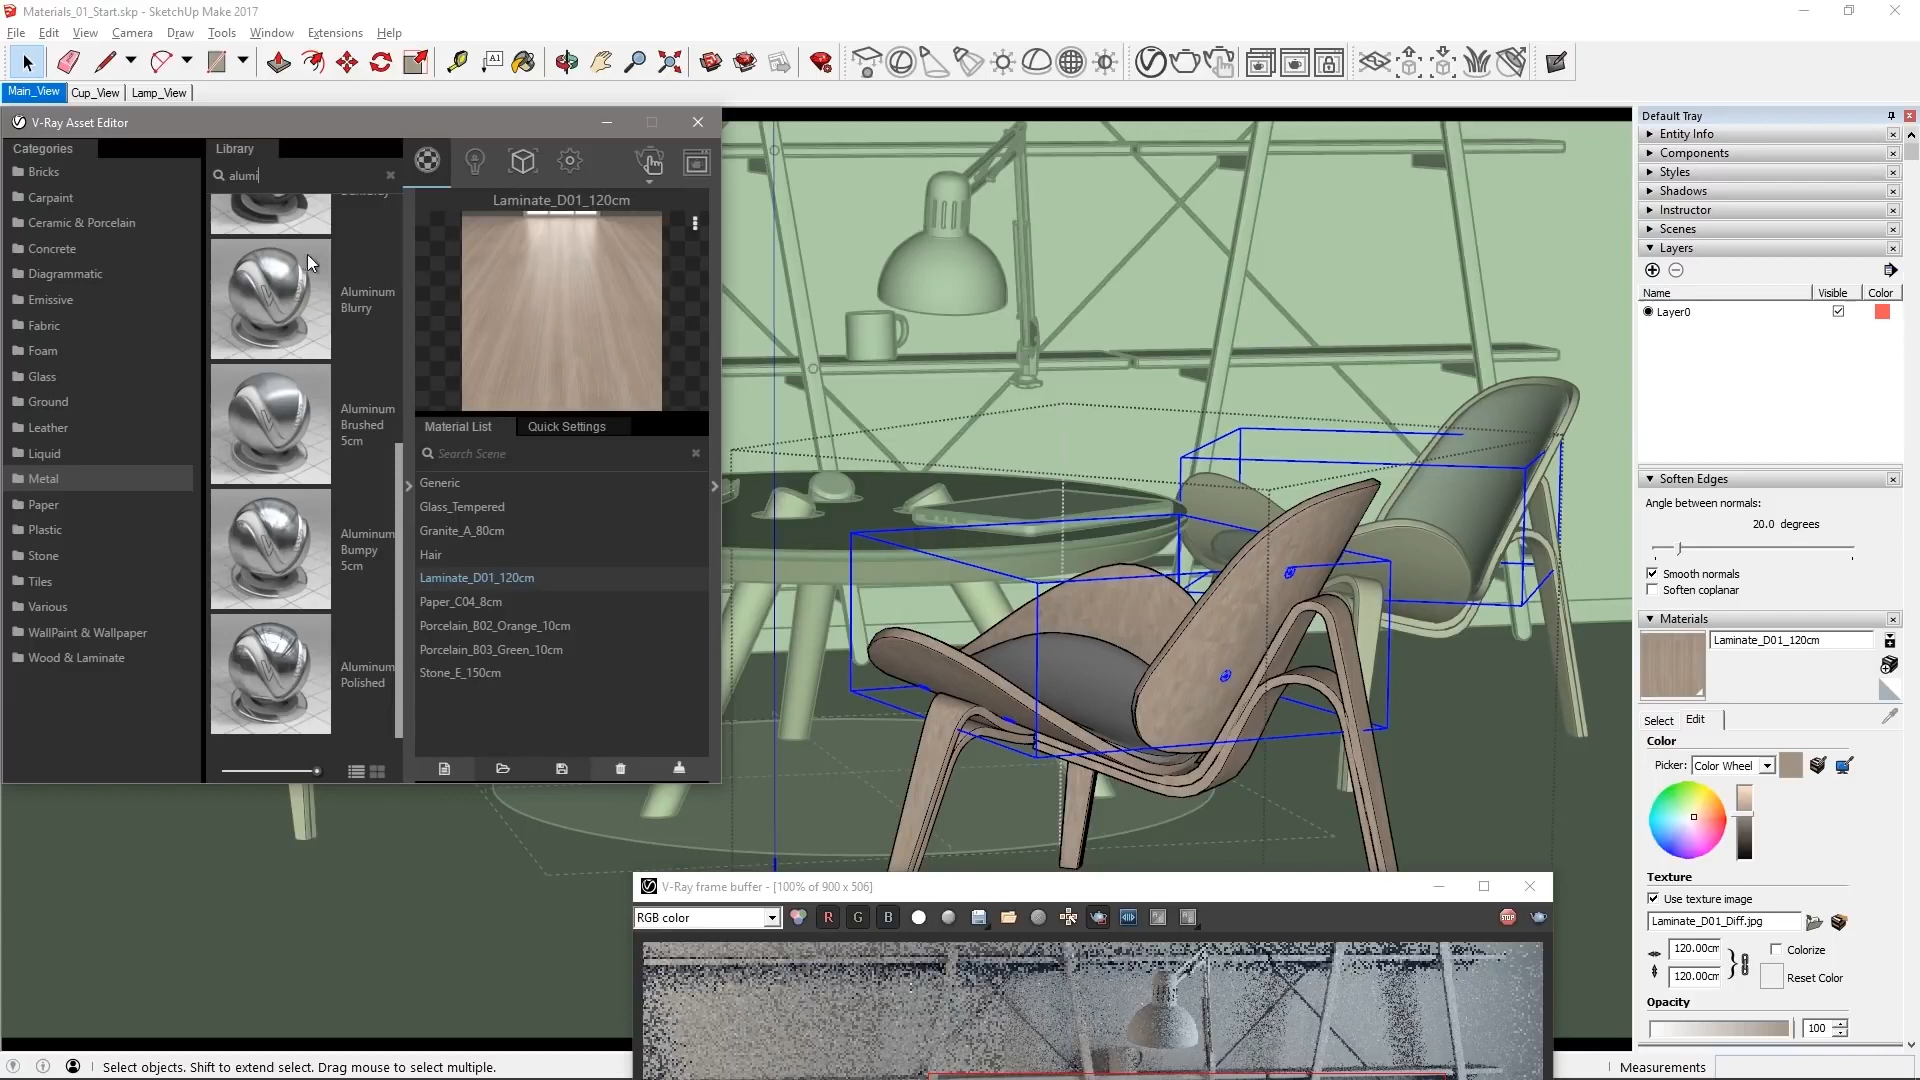 Materials_01_Start.skp - SketchUp Make 2017
File Edit View Camera Draw Tools Window Extensions Help
A1
Main_View Cup_View Lamp_View
V-Ray Asset Editor
Categories
Bricks
Carpaint
Ceramic & Porcelain
Concrete
Diagrammatic
Emissive
Fabric
Foam
Glass
Ground
Leather
Liquid
Metal
Paper
Plastic
Stone
Tiles
Various
WallPaint & Wallpaper
Wood & Laminate
Library
alumi
Aluminum
Blurry
Aluminum
Brushed
5cm
Aluminum
Bumpy
5cm
Aluminum
Polished
Laminate_D01_120cm
Material List Quick Settings
Search Scene
Generic
Glass_Tempered
Granite_A_80cm
Hair
Laminate_D01_120cm
Paper_C04_8cm
Porcelain_B02_Orange_10cm
Porcelain_B03_Green_10cm
Stone_E_150cm
V-Ray frame buffer - [100% of 900 x 506]
RGB color
R G B
STOP
Default Tray
Entity Info
Components
Styles
Shadows
Instructor
Scenes
Layers
Name Visible Color
Layer0
Soften Edges
Angle between normals:
20.0 degrees
Smooth normals
Soften coplanar
Materials
Laminate_D01_120cm
Select Edit
Color
Picker: Color Wheel
Texture
Use texture image
Laminate_D01_Diff.jpg
120.00cm Colorize
120.00cm Reset Color
Opacity
100
Select objects. Shift to extend select. Drag mouse to select multiple.
Measurements